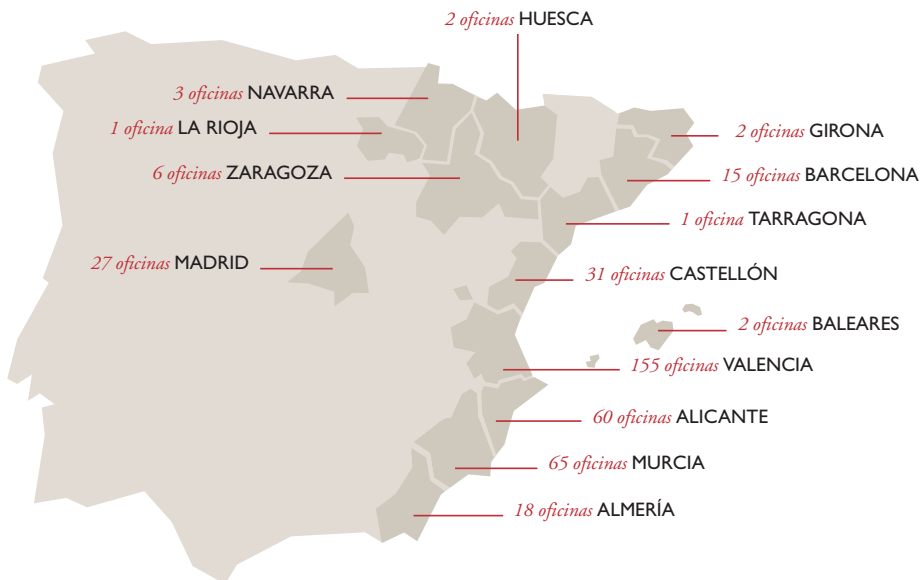 2 oficinas HUESCA
3 oficinas NAVARRA
1 oficina LA RIOJA
2 oficinas GIRONA
6 oficinas ZARAGOZA
15 oficinas BARCELONA
1 oficina TARRAGONA
27 oficinas MADRID
31 oficinas CASTELLÓN
2 oficinas BALEARES
155 oficinas VALENCIA
60 oficinas ALICANTE
65 oficinas MURCIA
18 oficinas ALMERÍA